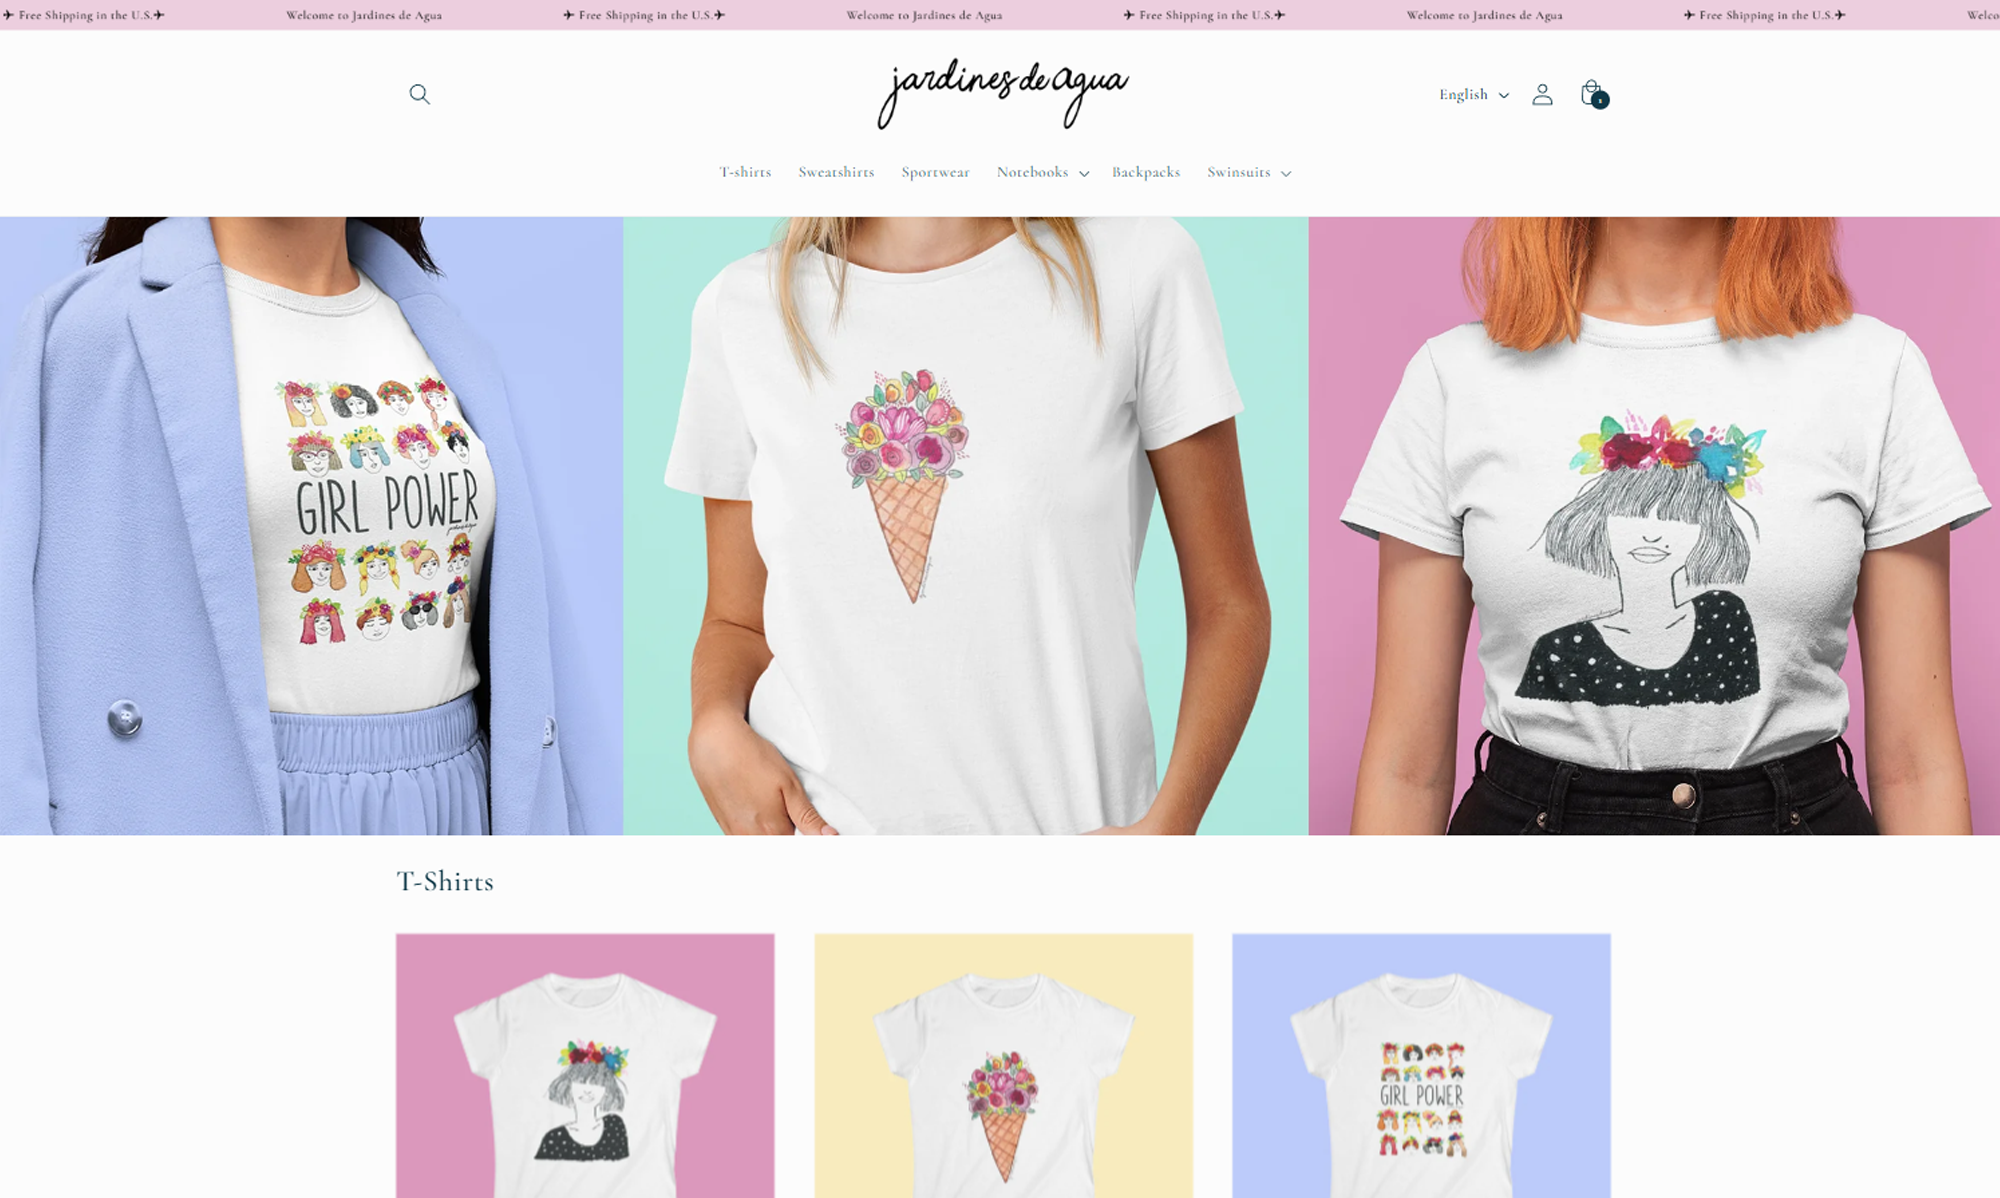 ✈ Free Shipping in the U.S.✈ Welcome to Jardines de Agua ✈ Free Shipping in the U.S.✈ Welcome to Jardines de Agua ✈ Free Shipping in the U.S.✈ Welcome to Jardines de Agua ✈ Free Shipping in the U.S.✈ Welco
jardines de agua
English
T-shirts Sweatshirts Sportwear Notebooks Backpacks Swinsuits
GIRL POWER
T-Shirts
GIRL POWER